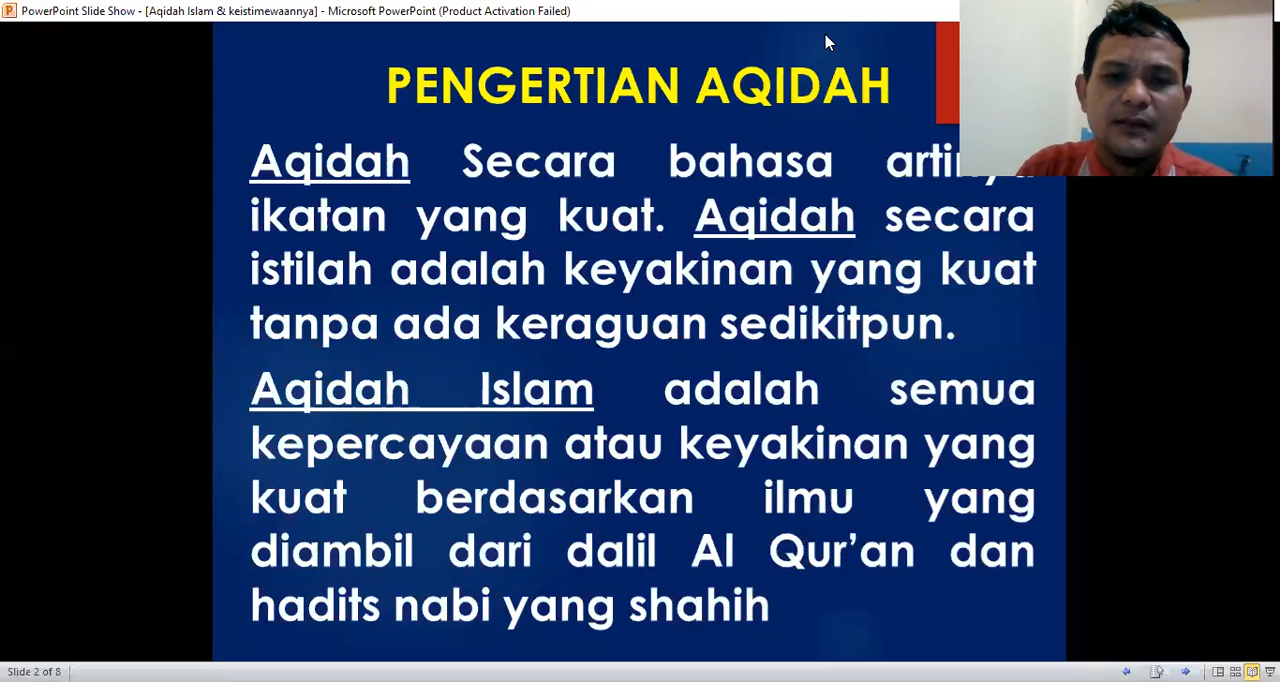 PowerPoint Slide Show - [Aqidah Islam & keistimewaannya] - Microsoft PowerPoint (Product Activation Failed)
PENGERTIAN AQIDAH
Aqidah Secara bahasa artinya
ikatan yang kuat. Aqidah secara
istilah adalah keyakinan yang kuat
tanpa ada keraguan sedikitpun.
Aqidah Islam adalah semua
kepercayaan atau keyakinan yang
kuat berdasarkan ilmu yang
diambil dari dalil Al Qur’an dan
hadits nabi yang shahih
Slide 2 of 8